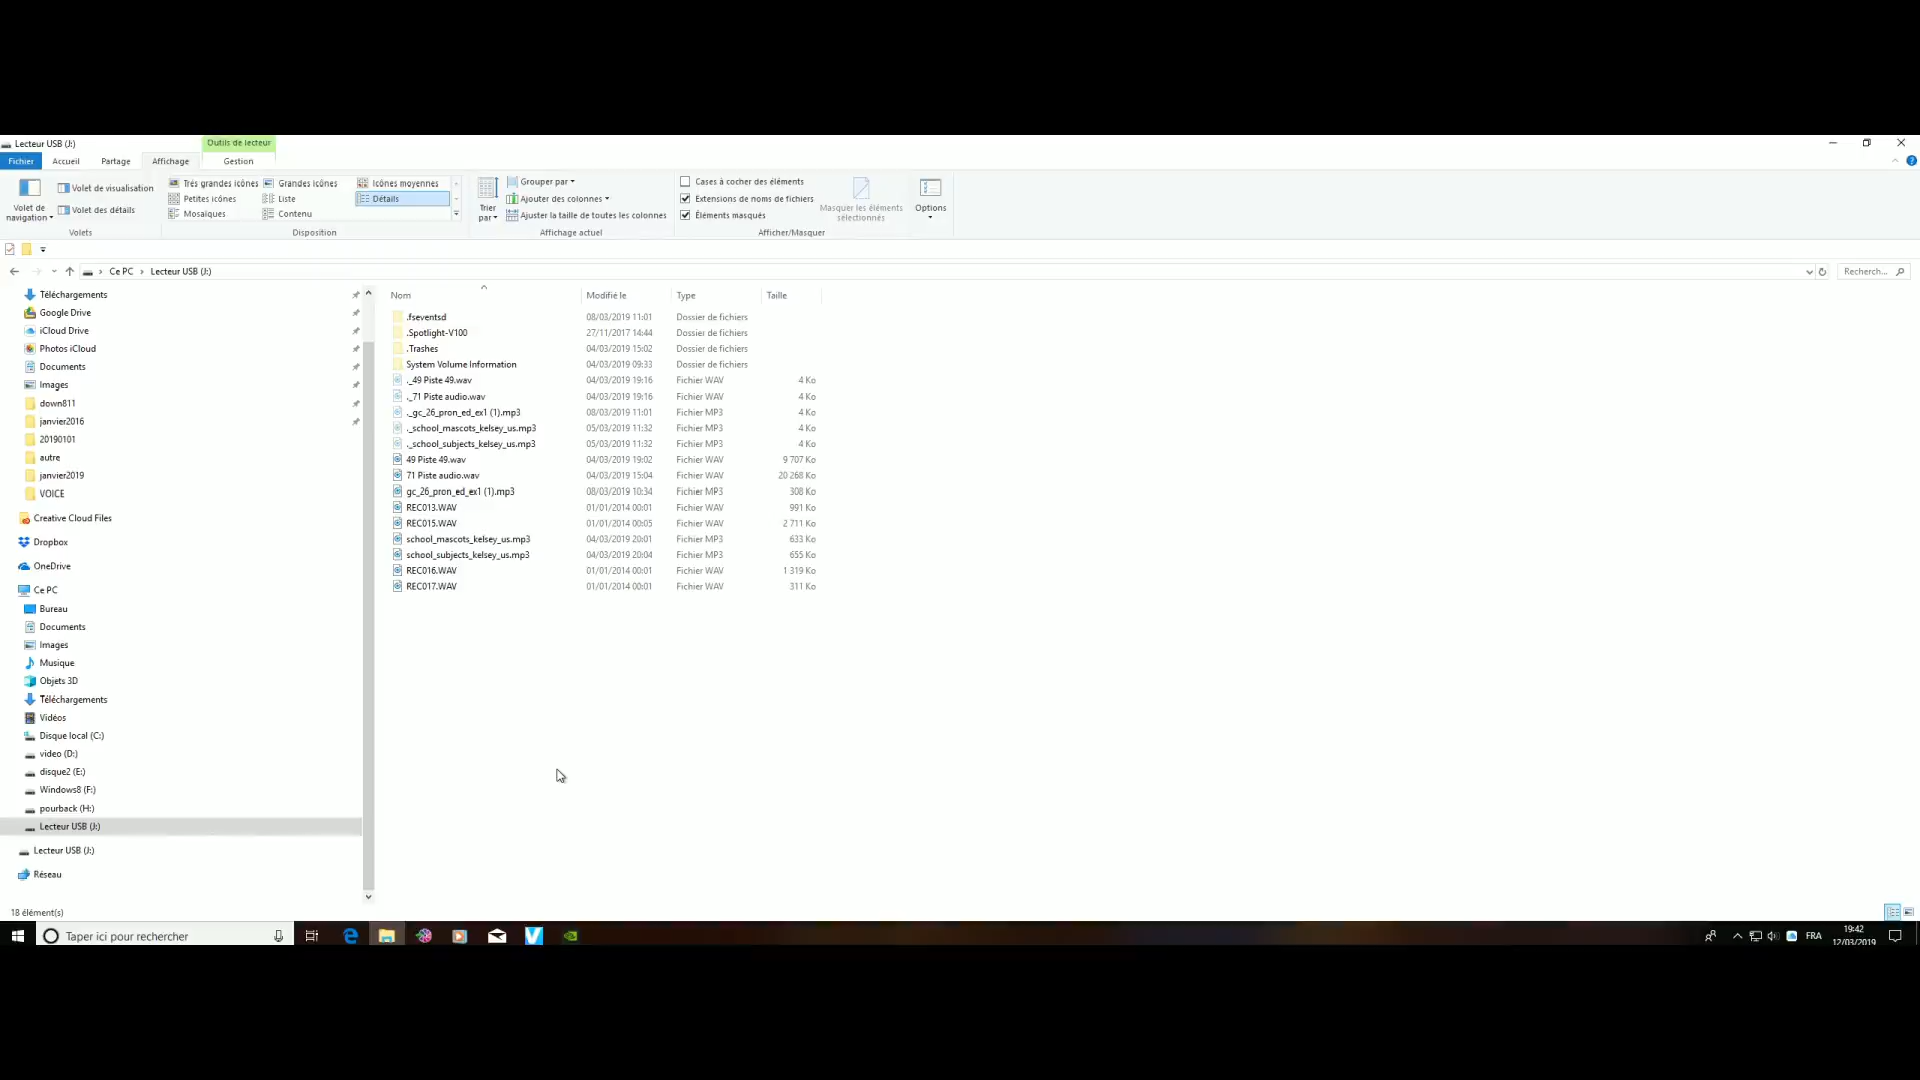 Lecteur USB (J:)
Outils de lecteur
Fichier Accueil Partage Affichage Gestion
Volet de navigation
Volet de visualisation
Volet des détails
Volets
Très grandes icônes Grandes icônes Icônes moyennes
Petites icônes Liste Détails
Mosaïques Contenu
Disposition
Trier par
Grouper par
Ajouter des colonnes
Ajuster la taille de toutes les colonnes
Affichage actuel
Cases à cocher des éléments
Extensions de noms de fichiers
Éléments masqués
Masquer les éléments sélectionnés
Afficher/Masquer
Options
Ce PC > Lecteur USB (J:)
Recherch...
Téléchargements
Google Drive
iCloud Drive
Photos iCloud
Documents
Images
down811
janvier2016
20190101
autre
janvier2019
VOICE
Creative Cloud Files
Dropbox
OneDrive
Ce PC
Bureau
Documents
Images
Musique
Objets 3D
Téléchargements
Vidéos
Disque local (C:)
video (D:)
disque2 (E:)
Windows8 (F:)
pourback (H:)
Lecteur USB (J:)
Lecteur USB (J:)
Réseau
Nom Modifié le Type Taille
.fseventsd 08/03/2019 11:01 Dossier de fichiers
.Spotlight-V100 27/11/2017 14:44 Dossier de fichiers
.Trashes 04/03/2019 15:02 Dossier de fichiers
System Volume Information 04/03/2019 09:33 Dossier de fichiers
._49 Piste 49.wav 04/03/2019 19:16 Fichier WAV 4 Ko
._71 Piste audio.wav 04/03/2019 19:16 Fichier WAV 4 Ko
._gc_26_pron_ed_ex1 (1).mp3 08/03/2019 11:01 Fichier MP3 4 Ko
._school_mascots_kelsey_us.mp3 05/03/2019 11:32 Fichier MP3 4 Ko
._school_subjects_kelsey_us.mp3 05/03/2019 11:32 Fichier MP3 4 Ko
49 Piste 49.wav 04/03/2019 19:02 Fichier WAV 9 707 Ko
71 Piste audio.wav 04/03/2019 15:04 Fichier WAV 20 268 Ko
gc_26_pron_ed_ex1 (1).mp3 08/03/2019 10:34 Fichier MP3 308 Ko
REC013.WAV 01/01/2014 00:01 Fichier WAV 991 Ko
REC015.WAV 01/01/2014 00:05 Fichier WAV 2 711 Ko
school_mascots_kelsey_us.mp3 04/03/2019 20:01 Fichier MP3 633 Ko
school_subjects_kelsey_us.mp3 04/03/2019 20:04 Fichier MP3 655 Ko
REC016.WAV 01/01/2014 00:01 Fichier WAV 1 319 Ko
REC017.WAV 01/01/2014 00:01 Fichier WAV 311 Ko
18 élément(s)
Taper ici pour rechercher
FRA
19:42
12/03/2019